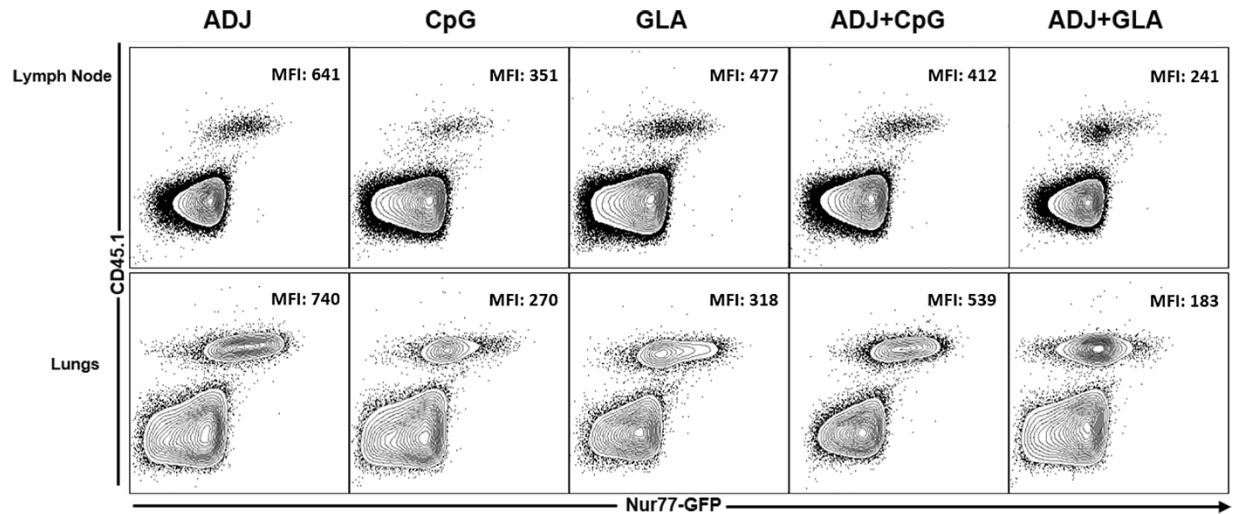 ADJ CpG GLA ADJ+CpG ADJ+GLA
Lymph Node MFI: 641 MFI: 351 MFI: 477 MFI: 412 MFI: 241
CD45.1
Lungs MFI: 740 MFI: 270 MFI: 318 MFI: 539 MFI: 183
Nur77-GFP